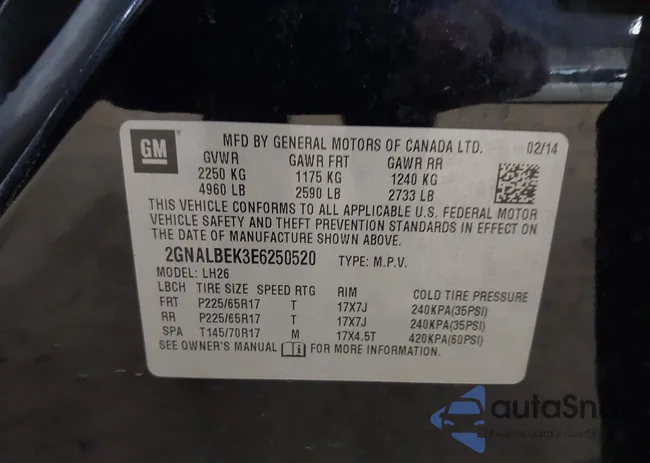 GM
MFD BY GENERAL MOTORS OF CANADA LTD. 02/14
GVWR GAWR FRT GAWR RR
2250 KG 1175 KG 1240 KG
4960 LB 2590 LB 2733 LB
THIS VEHICLE CONFORMS TO ALL APPLICABLE U.S. FEDERAL MOTOR
VEHICLE SAFETY AND THEFT PREVENTION STANDARDS IN EFFECT ON
THE DATE OF MANUFACTURE SHOWN ABOVE.
2GNALBEK3E6250520 TYPE: M.P.V.
MODEL: LH26
LBCH TIRE SIZE SPEED RTG RIM COLD TIRE PRESSURE
FRT P225/65R17 T 17X7J 240KPA(35PSI)
RR P225/65R17 T 17X7J 240KPA(35PSI)
SPA T145/70R17 M 17X4.5T 420KPA(60PSI)
SEE OWNER'S MANUAL FOR MORE INFORMATION.